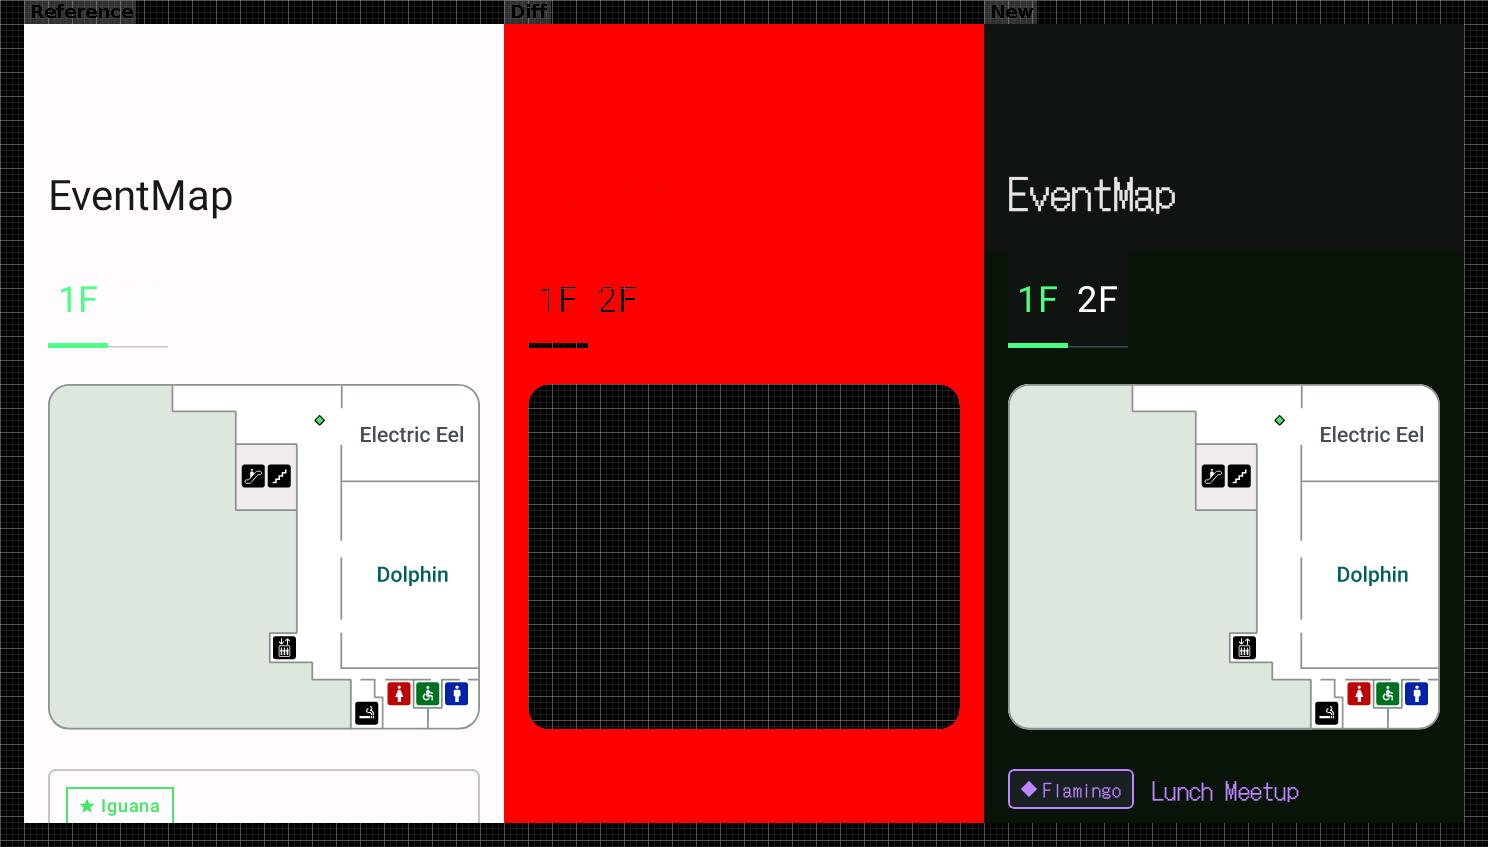 Reference
Diff
New
EventMap
1F 2F
Electric Eel
Dolphin
Iguana
1F 2F
EventMap
1F 2F
Electric Eel
Dolphin
Flamingo
Lunch Meetup